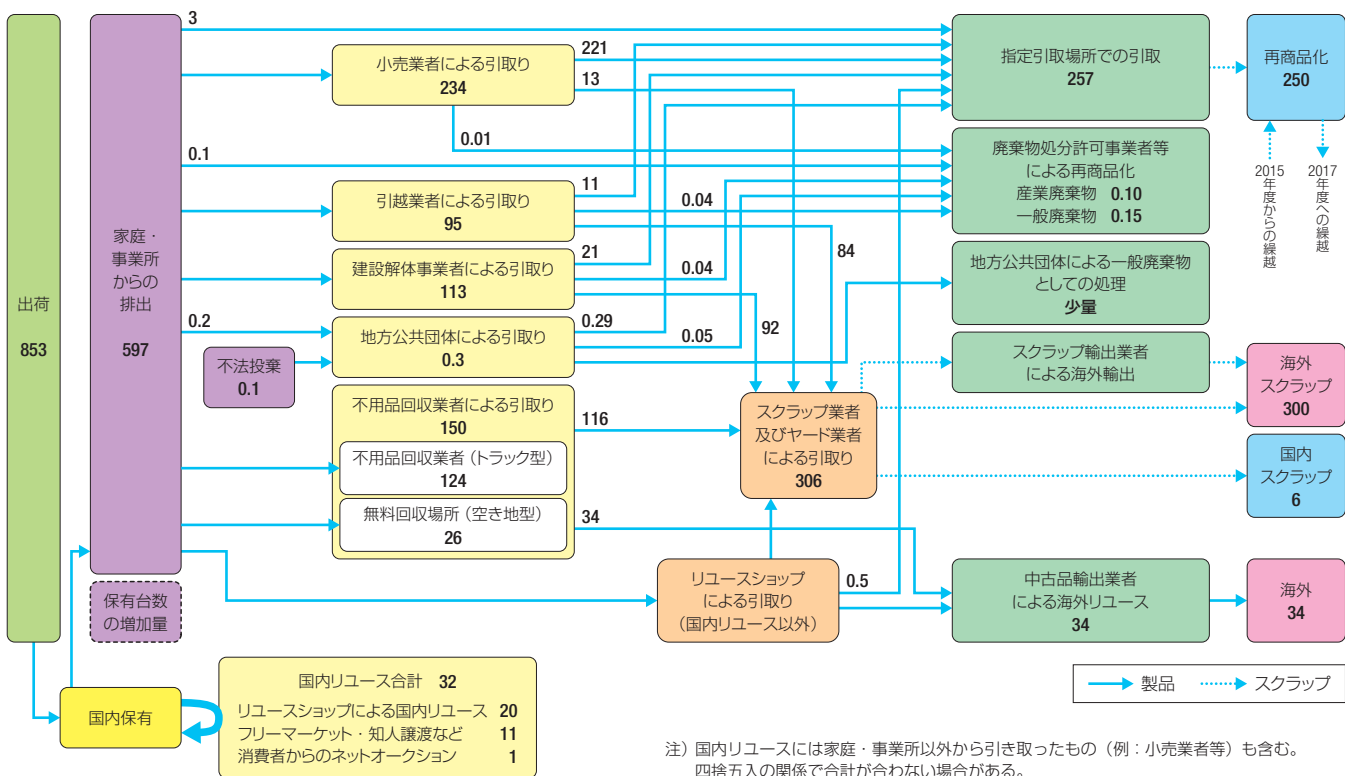 出荷
853
家庭・
事業所
からの
排出
597
保有台数
の増加量
国内保有
3
小売業者による引取り
234
221
13
0.01
0.1
引越業者による引取り
95
11
0.04
84
建設解体事業者による引取り
113
21
0.04
92
0.2
地方公共団体による引取り
0.3
0.29
0.05
不法投棄
0.1
不用品回収業者による引取り
150
116
不用品回収業者（トラック型）
124
無料回収場所（空き地型）
26
34
スクラップ業者
及びヤード業者
による引取り
306
リユースショップ
による引取り
（国内リユース以外）
0.5
指定引取場所での引取
257
再商品化
250
2015
年度からの繰越
2017
年度への繰越
廃棄物処分許可事業者等
による再商品化
産業廃棄物 0.10
一般廃棄物 0.15
地方公共団体による一般廃棄物
としての処理
少量
スクラップ輸出業者
による海外輸出
海外
スクラップ
300
国内
スクラップ
6
中古品輸出業者
による海外リユース
34
海外
34
国内リユース合計 32
リユースショップによる国内リユース 20
フリーマーケット・知人譲渡など 11
消費者からのネットオークション 1
製品 スクラップ
注）国内リユースには家庭・事業所以外から引き取ったもの（例：小売業者等）も含む。
四捨五入の関係で合計が合わない場合がある。